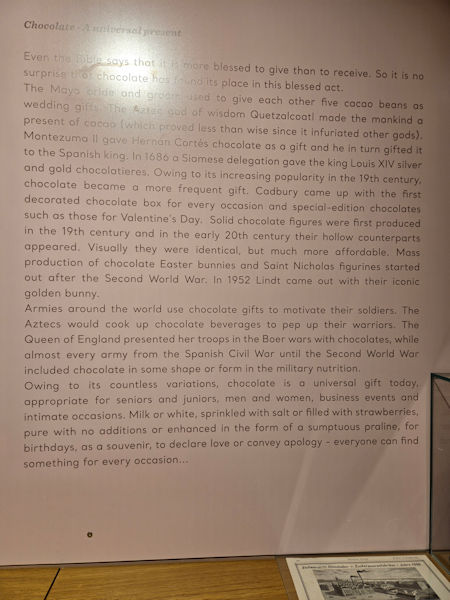 Chocolate - A universal present
Even the Bible says that it is more blessed to give than to receive. So it is no
surprise that chocolate has found its place in this blessed act.
The Maya bride and groom used to give each other five cacao beans as
wedding gifts. The Aztec god of wisdom Quetzalcoatl made the mankind a
present of cacao (which proved less than wise since it infuriated other gods).
Montezuma II gave Hernán Cortés chocolate as a gift and he in turn gifted it
to the Spanish king. In 1686 a Siamese delegation gave the king Louis XIV silver
and gold chocolatieres. Owing to its increasing popularity in the 19th century,
chocolate became a more frequent gift. Cadbury came up with the first
decorated chocolate box for every occasion and special-edition chocolates
such as those for Valentine's Day. Solid chocolate figures were first produced
in the 19th century and in the early 20th century their hollow counterparts
appeared. Visually they were identical, but much more affordable. Mass
production of chocolate Easter bunnies and Saint Nicholas figurines started
out after the Second World War. In 1952 Lindt came out with their iconic
golden bunny.
Armies around the world use chocolate gifts to motivate their soldiers. The
Aztecs would cook up chocolate beverages to pep up their warriors. The
Queen of England presented her troops in the Boer wars with chocolates, while
almost every army from the Spanish Civil War until the Second World War
included chocolate in some shape or form in the military nutrition.
Owing to its countless variations, chocolate is a universal gift today,
appropriate for seniors and juniors, men and women, business events and
intimate occasions. Milk or white, sprinkled with salt or filled with strawberries,
pure with no additions or enhanced in the form of a sumptuous praline, for
birthdays, as a souvenir, to declare love or convey apology - everyone can find
something for every occasion...